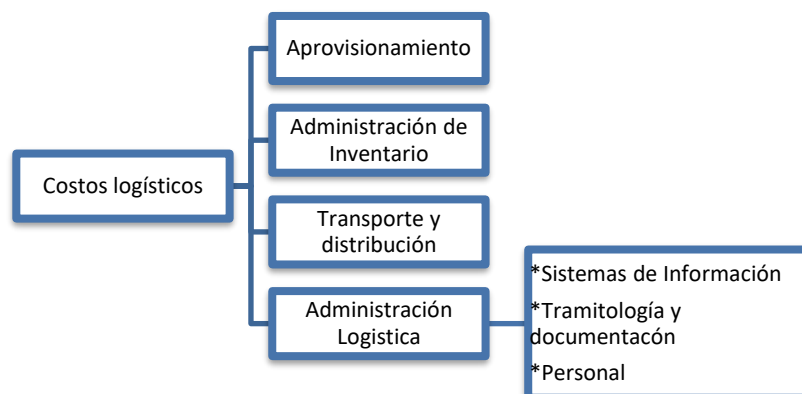 Aprovisionamiento
Administración de
Inventario
Costos logísticos
Transporte y
distribución
Administración
Logistica
*Sistemas de Información
*Tramitología y
documentacón
*Personal